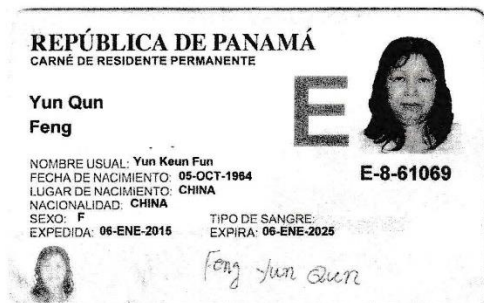 REPÚBLICA DE PANAMÁ
CARNÉ DE RESIDENTE PERMANENTE
Yun Qun
Feng
E
NOMBRE USUAL: Yun Keun Fun
FECHA DE NACIMIENTO: 05-OCT-1964
LUGAR DE NACIMIENTO: CHINA
NACIONALIDAD: CHINA
SEXO: F TIPO DE SANGRE:
EXPEDIDA: 06-ENE-2015 EXPIRA: 06-ENE-2025
E-8-61069
Feng Yun Qun